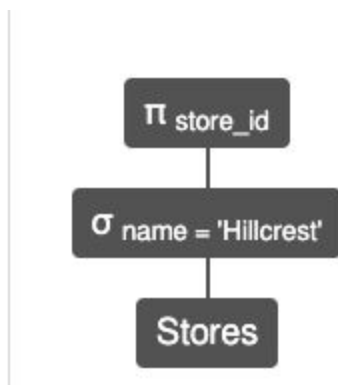 π store_id
σ name = 'Hillcrest'
Stores